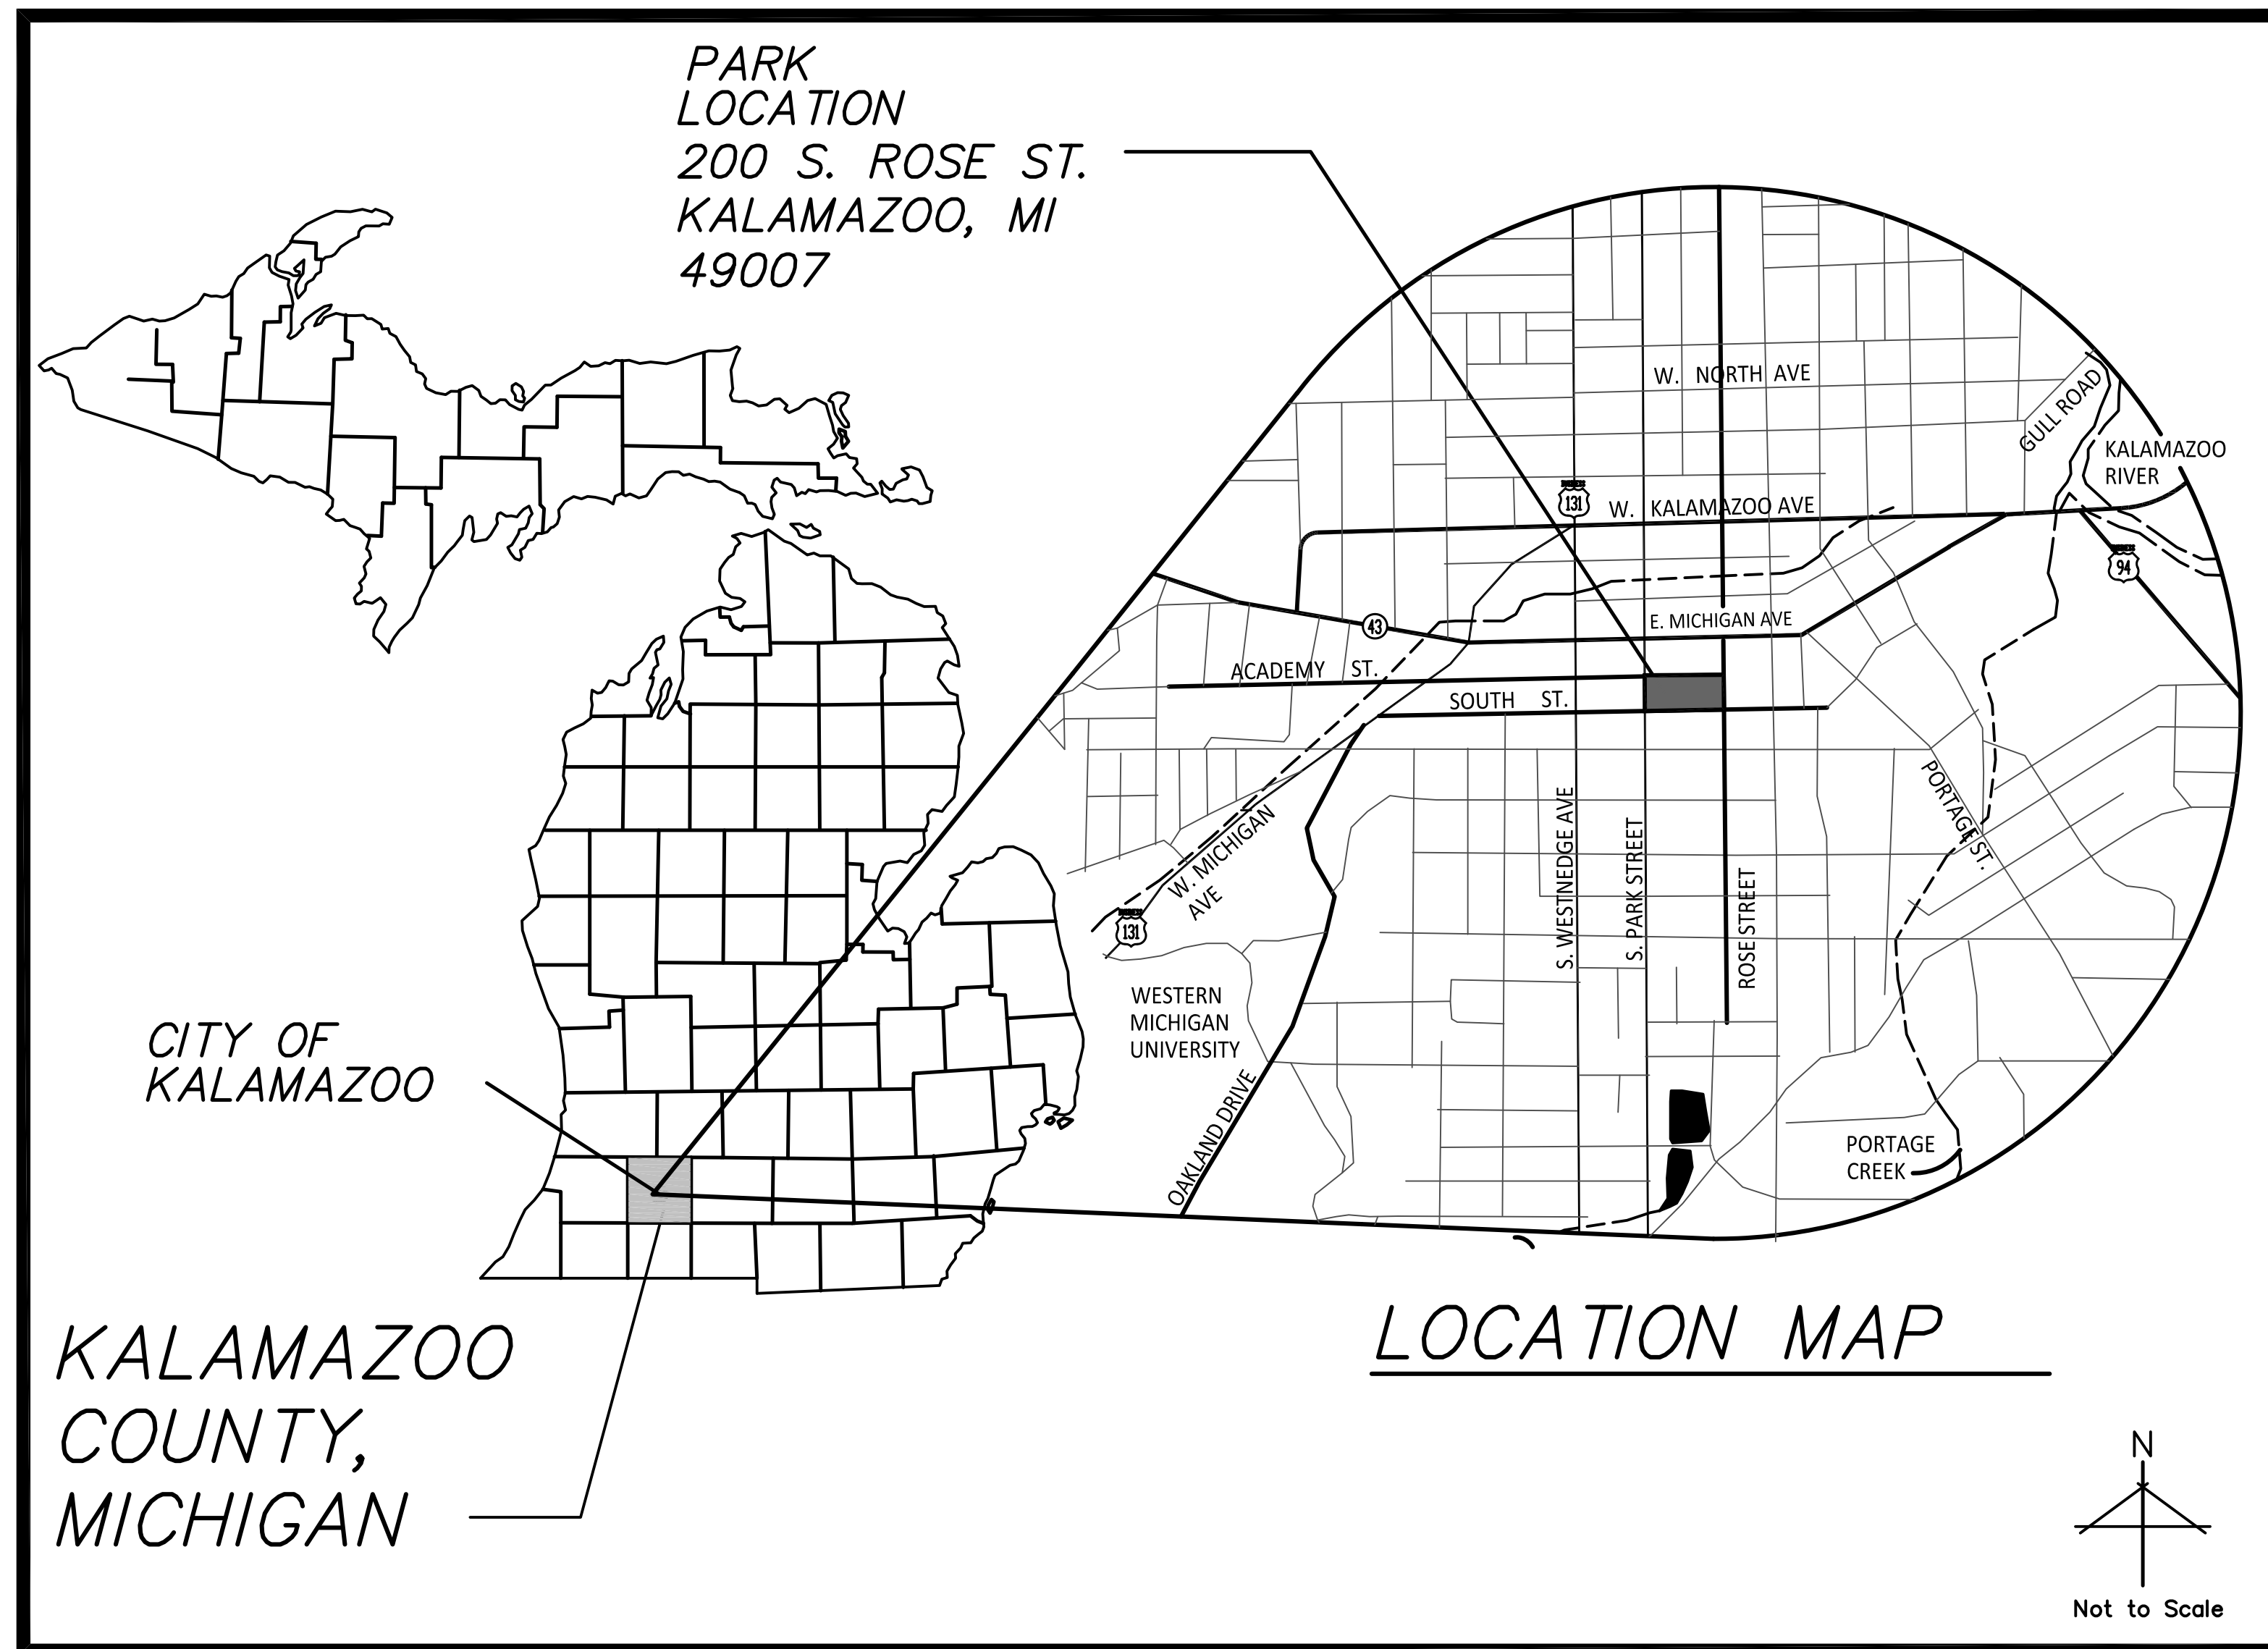 PARK
LOCATION
200 S. ROSE ST.
KALAMAZOO, MI
49007
W. NORTH AVE
GULL ROAD
KALAMAZOO
RIVER
131
W. KALAMAZOO AVE
94
E. MICHIGAN AVE
43
ACADEMY ST.
SOUTH ST.
PORTAGE ST.
S. WESTNEDGE AVE
S. PARK STREET
ROSE STREET
W. MICHIGAN
AVE
131
WESTERN
MICHIGAN
UNIVERSITY
OAKLAND DRIVE
PORTAGE
CREEK
CITY OF
KALAMAZOO
KALAMAZOO
COUNTY,
MICHIGAN
LOCATION MAP
N
Not to Scale